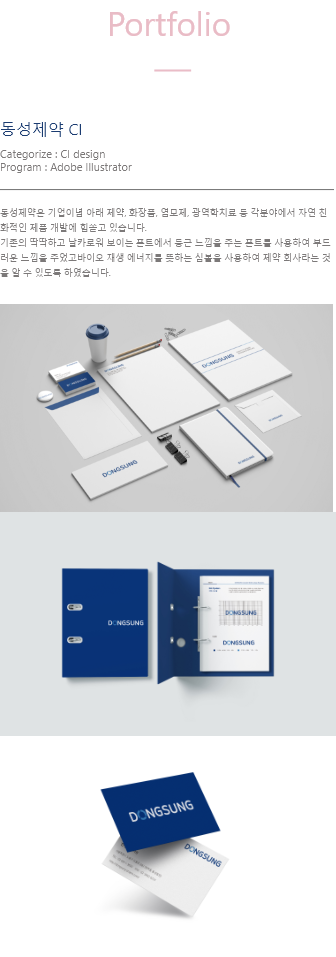 Portfolio
동성제약 CI
Categorize : CI design
Program : Adobe Illustrator
동성제약은 기업이념 아래 제약, 화장품, 염모제, 광역학치료 등 각분야에서 자연 친
화적인 제품 개발에 힘쏟고 있습니다.
기존의 딱딱하고 날카로워 보이는 폰트에서 둥근 느낌을 주는 폰트를 사용하여 부드
러운 느낌을 주었고바이오 재생 에너지를 뜻하는 심볼을 사용하여 제약 회사라는 것
을 알 수 있도록 하였습니다.
DONGSUNG
DONGSUNG
DONGSUNG
DONGSUNG
DONGSUNG
DONGSUNG
DONGSUNG
DONGSUNG